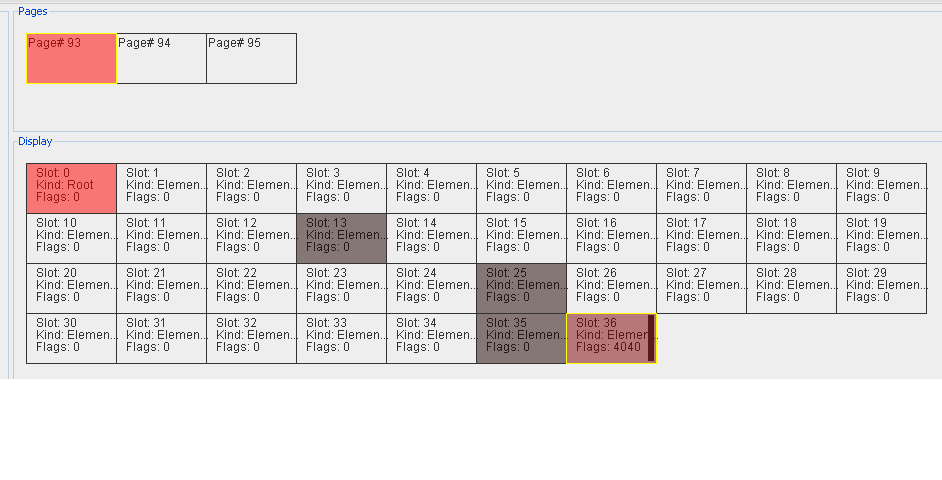 Pages
Page# 93 Page# 94 Page# 95
Display
Slot: 0 Slot: 1 Slot: 2 Slot: 3 Slot: 4 Slot: 5 Slot: 6 Slot: 7 Slot: 8 Slot: 9
Kind: Root Kind: Elemen... Kind: Elemen... Kind: Elemen... Kind: Elemen... Kind: Elemen... Kind: Elemen... Kind: Elemen... Kind: Elemen... Kind: Elemen...
Flags: 0 Flags: 0 Flags: 0 Flags: 0 Flags: 0 Flags: 0 Flags: 0 Flags: 0 Flags: 0 Flags: 0
Slot: 10 Slot: 11 Slot: 12 Slot: 13 Slot: 14 Slot: 15 Slot: 16 Slot: 17 Slot: 18 Slot: 19
Kind: Elemen... Kind: Elemen... Kind: Elemen... Kind: Elemen... Kind: Elemen... Kind: Elemen... Kind: Elemen... Kind: Elemen... Kind: Elemen... Kind: Elemen...
Flags: 0 Flags: 0 Flags: 0 Flags: 0 Flags: 0 Flags: 0 Flags: 0 Flags: 0 Flags: 0 Flags: 0
Slot: 20 Slot: 21 Slot: 22 Slot: 23 Slot: 24 Slot: 25 Slot: 26 Slot: 27 Slot: 28 Slot: 29
Kind: Elemen... Kind: Elemen... Kind: Elemen... Kind: Elemen... Kind: Elemen... Kind: Elemen... Kind: Elemen... Kind: Elemen... Kind: Elemen... Kind: Elemen...
Flags: 0 Flags: 0 Flags: 0 Flags: 0 Flags: 0 Flags: 0 Flags: 0 Flags: 0 Flags: 0 Flags: 0
Slot: 30 Slot: 31 Slot: 32 Slot: 33 Slot: 34 Slot: 35 Slot: 36
Kind: Elemen... Kind: Elemen... Kind: Elemen... Kind: Elemen... Kind: Elemen... Kind: Elemen... Kind: Elemen...
Flags: 0 Flags: 0 Flags: 0 Flags: 0 Flags: 0 Flags: 0 Flags: 4040